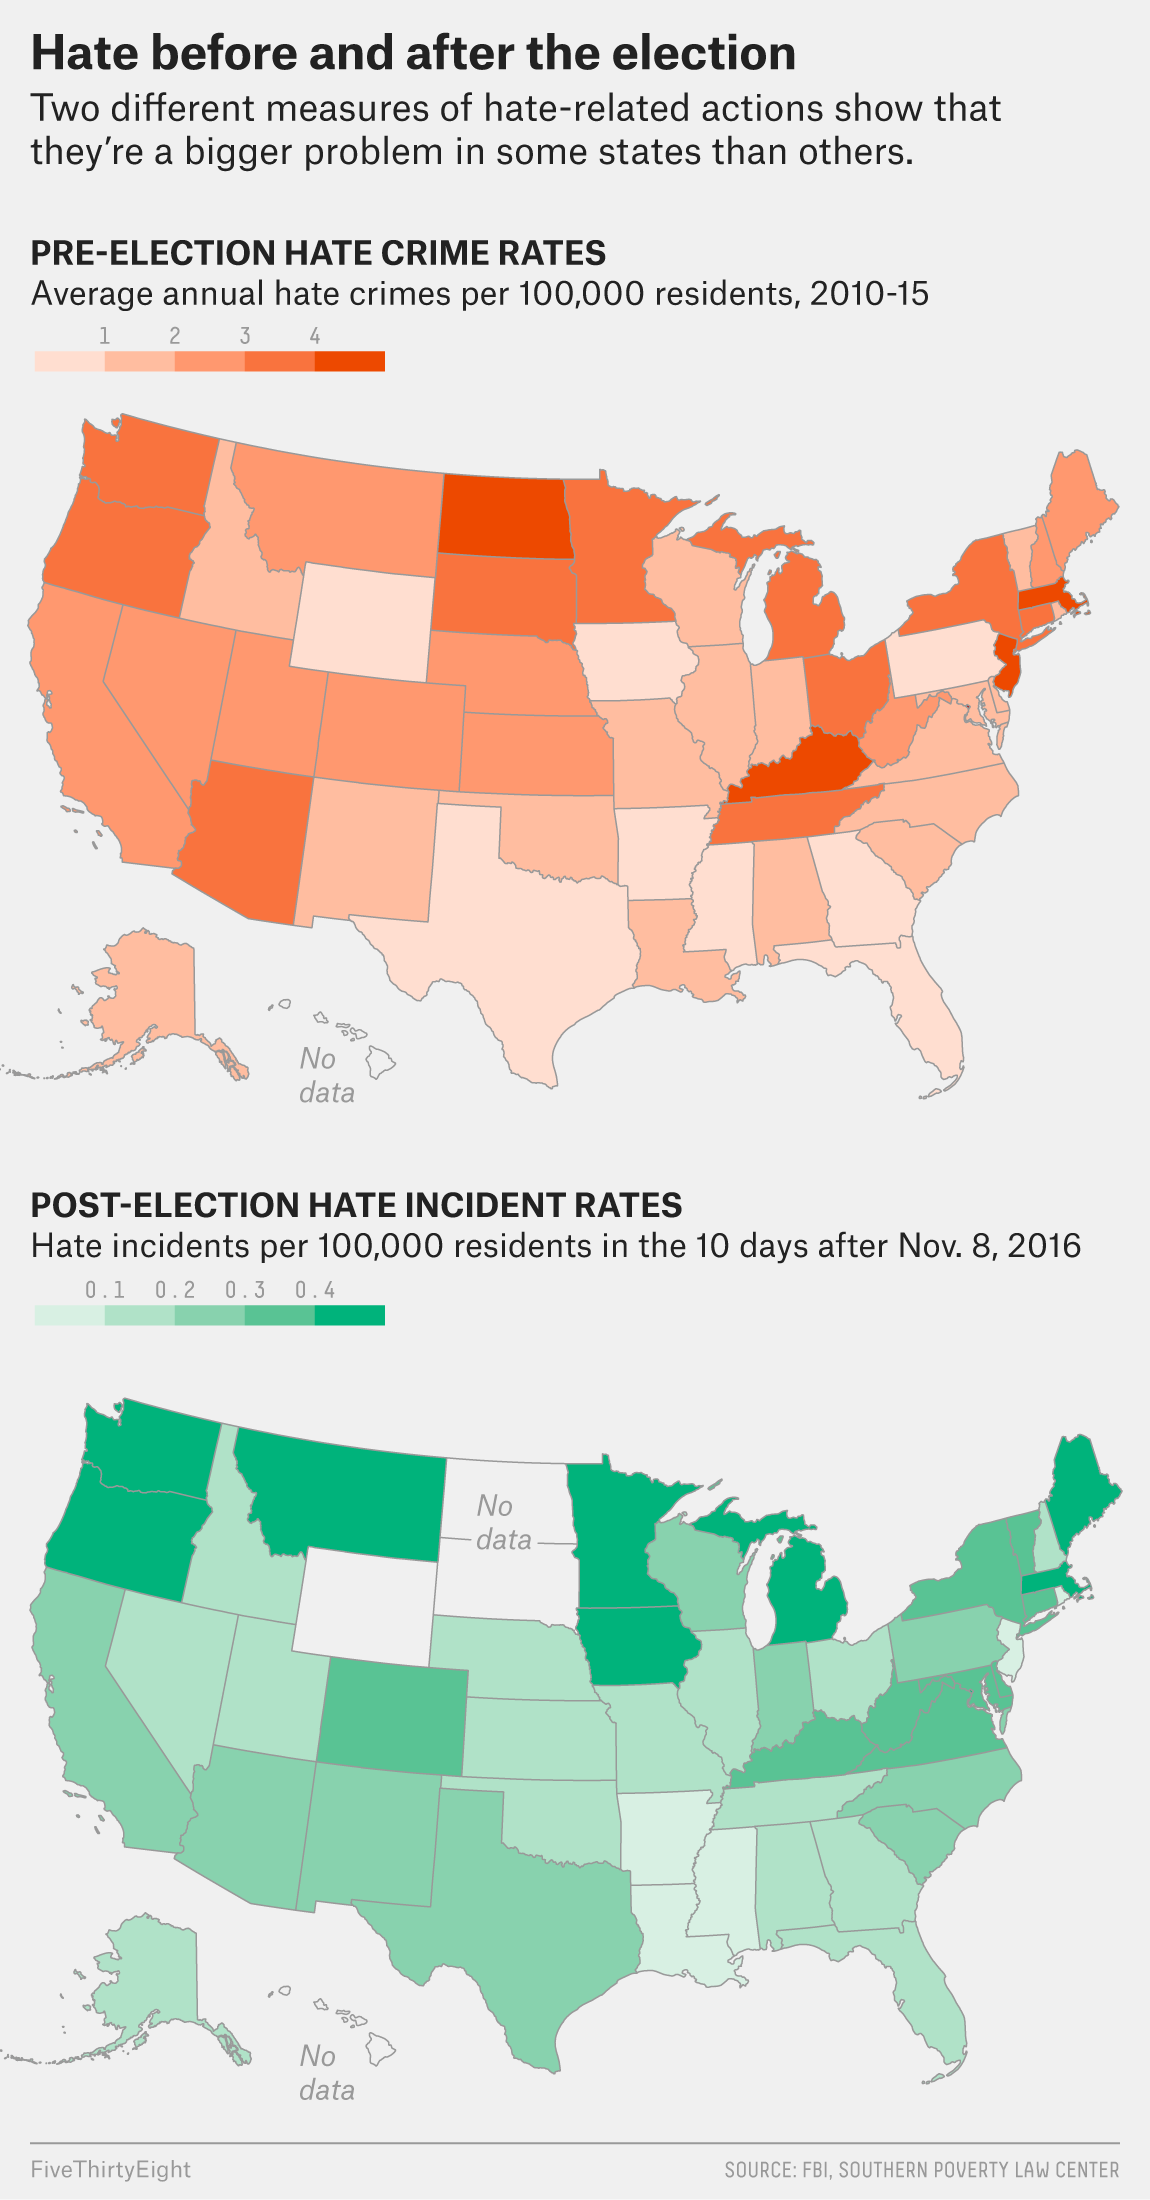 Hate before and after the election
Two different measures of hate-related actions show that
they're a bigger problem in some states than others.
PRE-ELECTION HATE CRIME RATES
Average annual hate crimes per 100,000 residents, 2010-15
1 2 3 4
No
data
POST-ELECTION HATE INCIDENT RATES
Hate incidents per 100,000 residents in the 10 days after Nov. 8, 2016
0.1 0.2 0.3 0.4
No
data
No
data
FiveThirtyEight
SOURCE: FBI, SOUTHERN POVERTY LAW CENTER